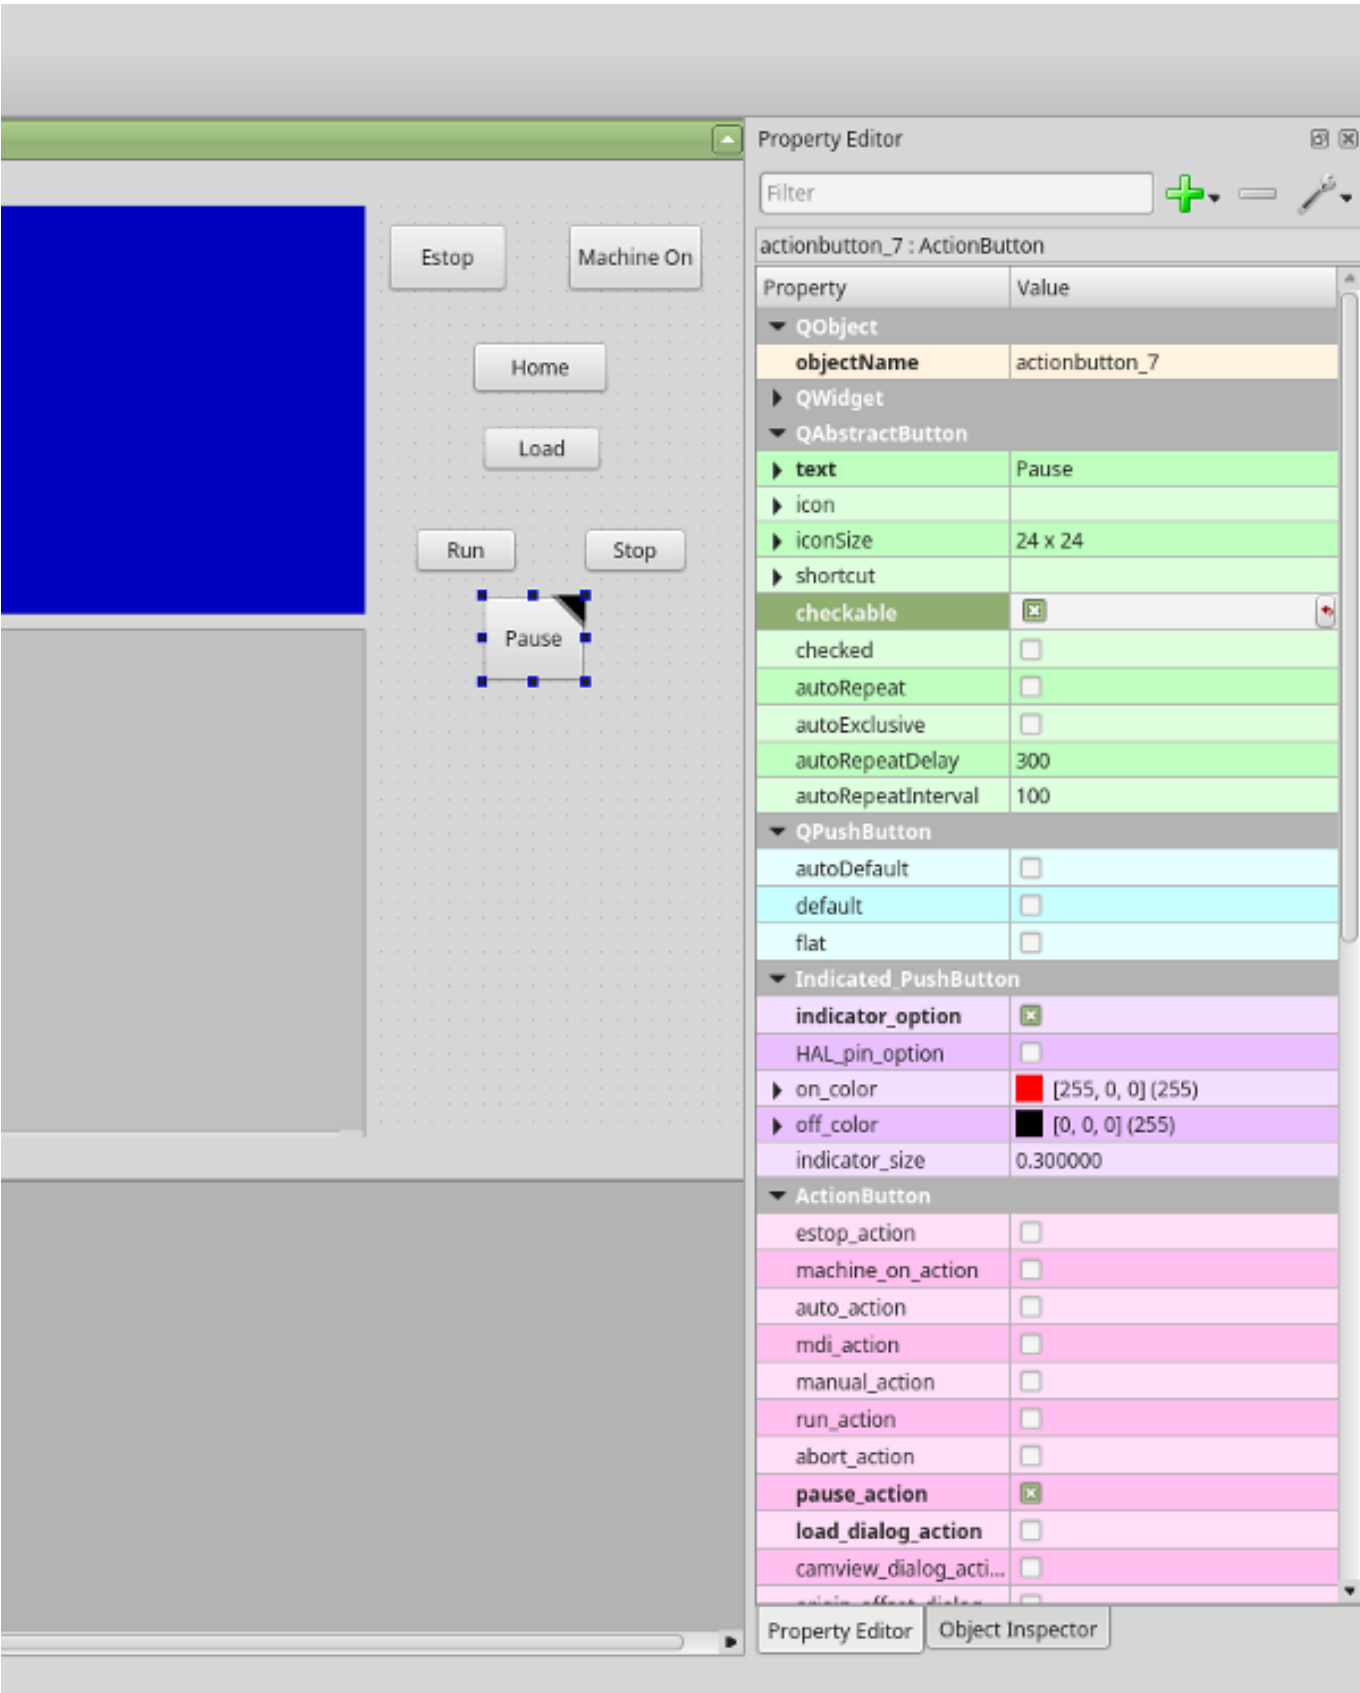 Property Editor
Filter
actionbutton_7 : ActionButton
Property Value
QObject
objectName actionbutton_7
QWidget
QAbstractButton
text Pause
icon
iconSize 24 x 24
shortcut
checkable
checked
autoRepeat
autoExclusive
autoRepeatDelay 300
autoRepeatInterval 100
QPushButton
autoDefault
default
flat
Indicated_PushButton
indicator_option
HAL_pin_option
on_color [255, 0, 0] (255)
off_color [0, 0, 0] (255)
indicator_size 0.300000
ActionButton
estop_action
machine_on_action
auto_action
mdi_action
manual_action
run_action
abort_action
pause_action
load_dialog_action
camview_dialog_acti...
Property Editor Object Inspector
Estop Machine On
Home
Load
Run Stop
Pause